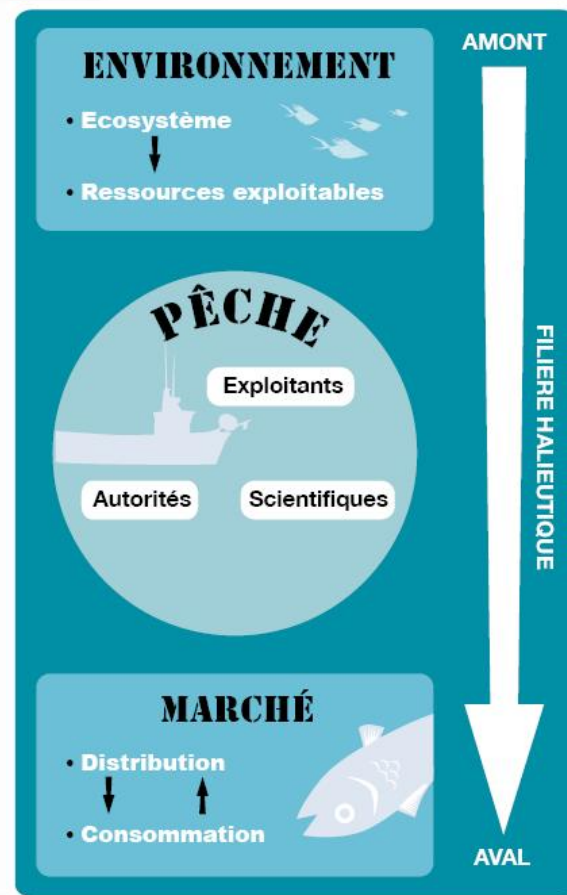 ENVIRONNEMENT
• Ecosystème
• Ressources exploitables
PÊCHE
Exploitants
Autorités
Scientifiques
MARCHÉ
• Distribution
• Consommation
AMONT
FILIERE HALIEUTIQUE
AVAL